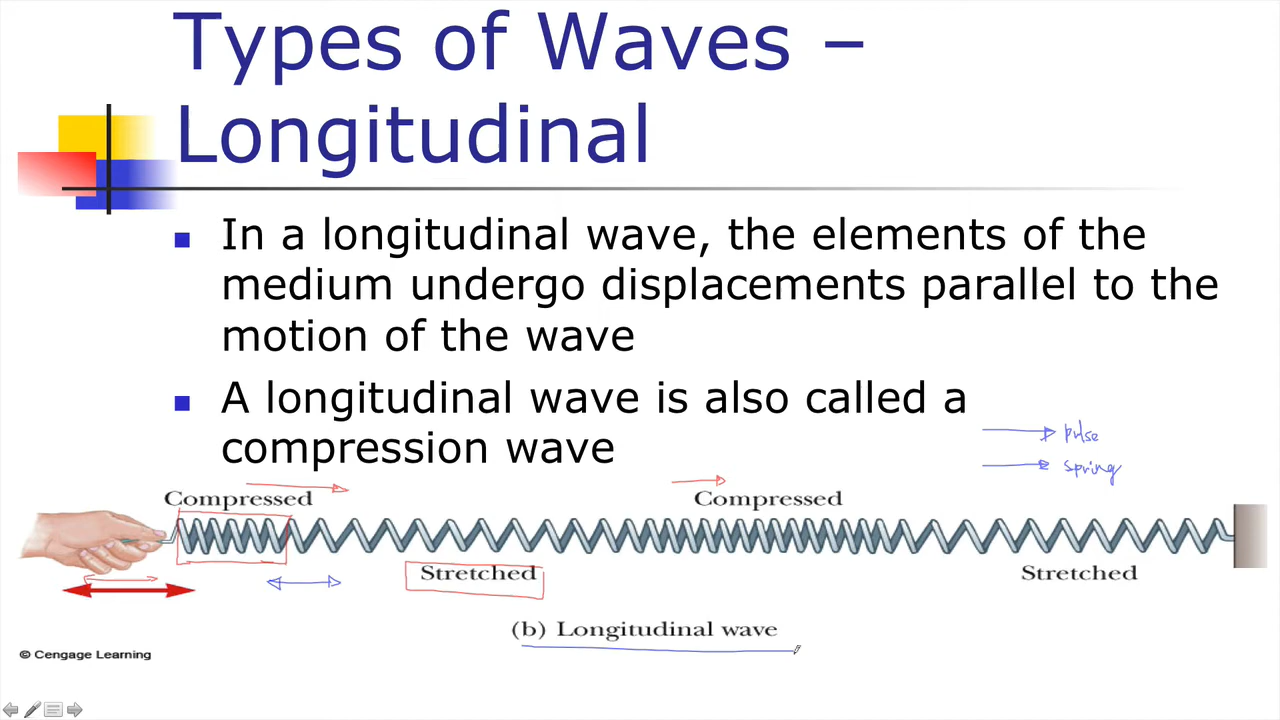 Types of Waves –
Longitudinal
In a longitudinal wave, the elements of the
medium undergo displacements parallel to the
motion of the wave
A longitudinal wave is also called a
compression wave
pulse
spring
Compressed
Compressed
Stretched
Stretched
(b) Longitudinal wave
© Cengage Learning